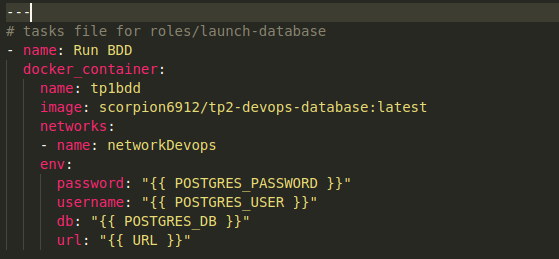 ---
# tasks file for roles/launch-database
- name: Run BDD
  docker_container:
    name: tp1bdd
    image: scorpion6912/tp2-devops-database:latest
    networks:
    - name: networkDevops
    env:
      password: "{{ POSTGRES_PASSWORD }}"
      username: "{{ POSTGRES_USER }}"
      db: "{{ POSTGRES_DB }}"
      url: "{{ URL }}"